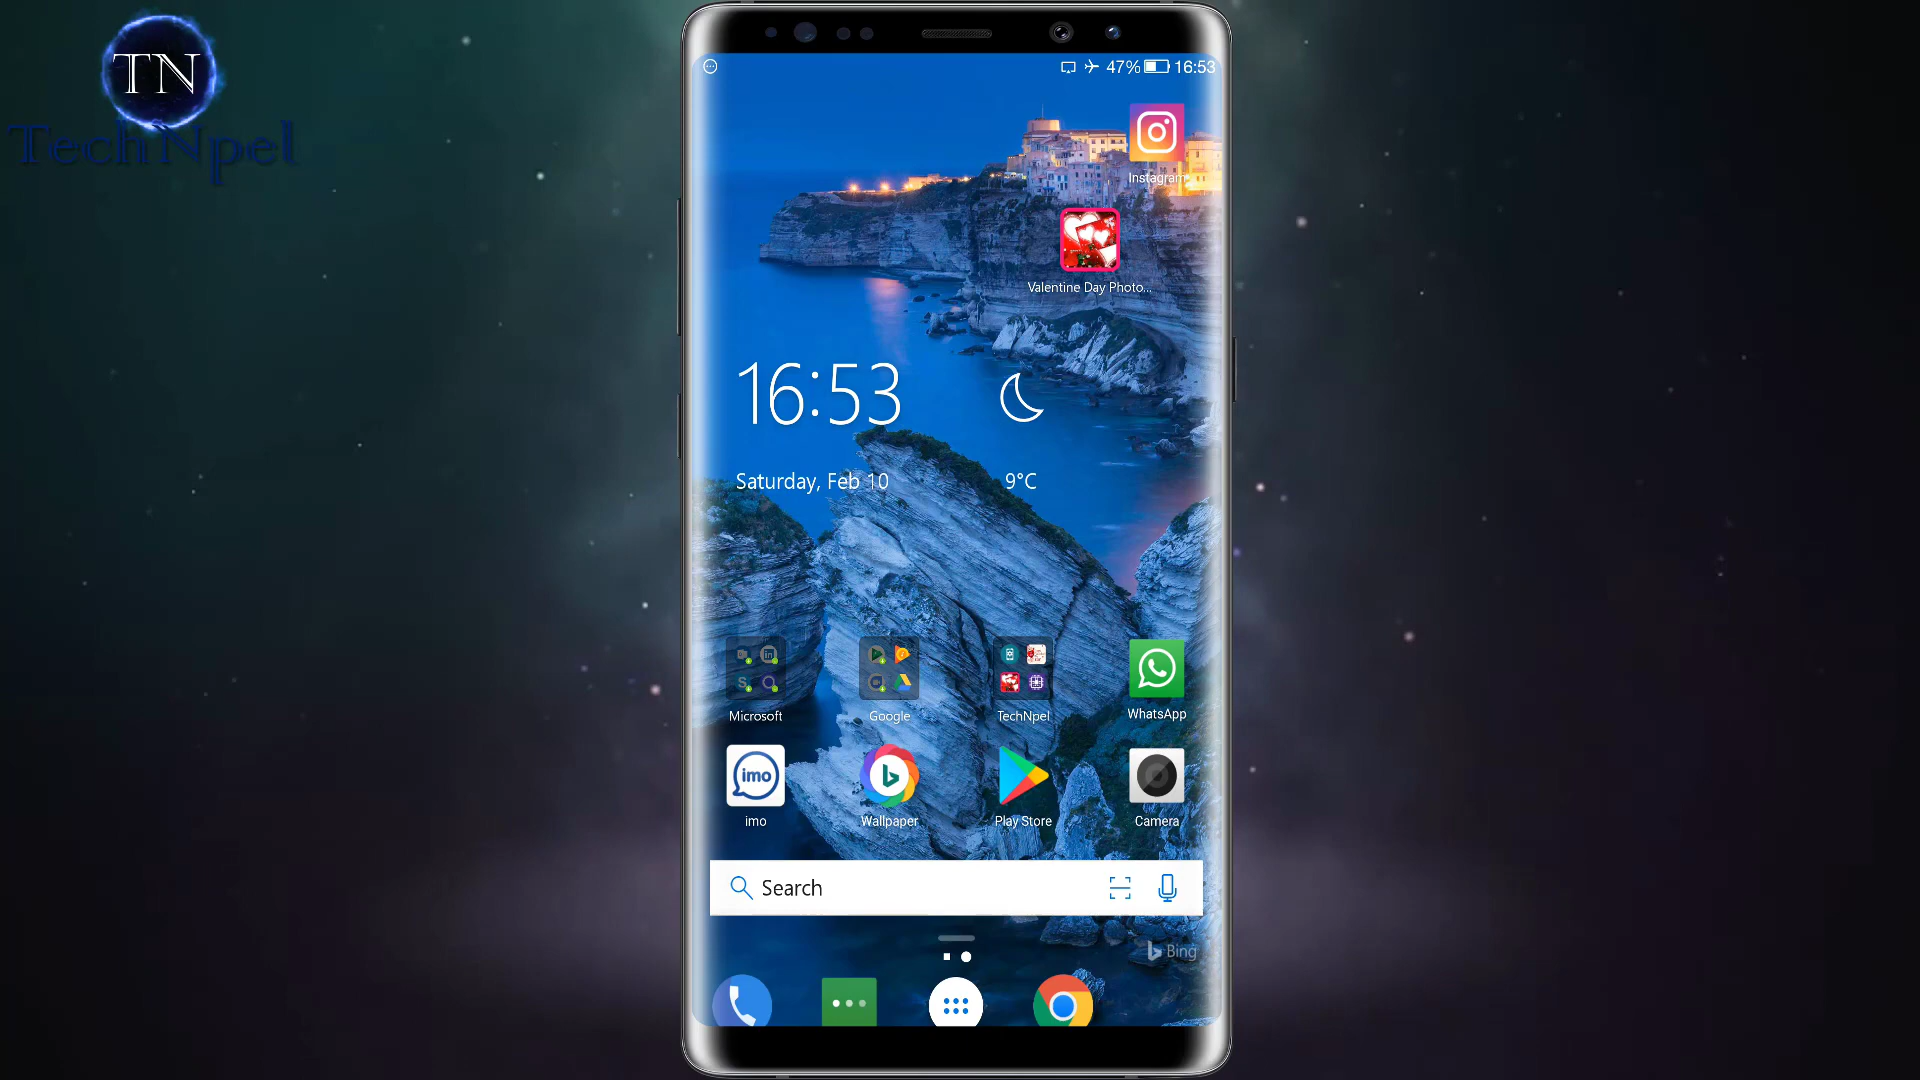 TN
TechNpel
47% 16:53
Instagram
Valentine Day Photo...
16:53
Saturday, Feb 10
9°C
Microsoft
Google
TechNpel
WhatsApp
imo
imo
Wallpaper
Play Store
Camera
Search
Bing